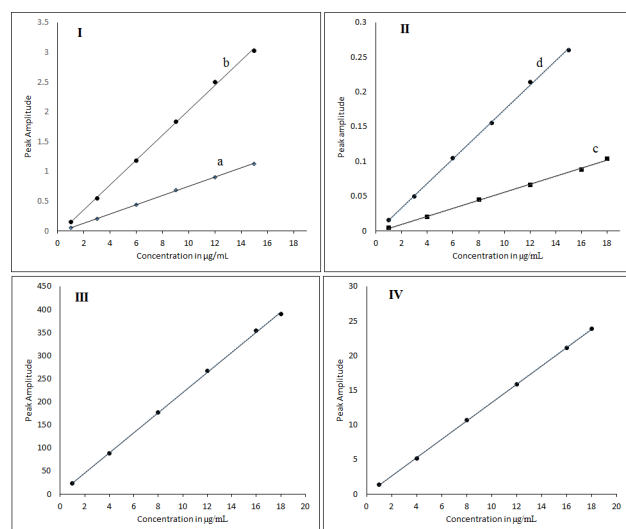 I
3.5
3
2.5
2
1.5
1
0.5
0
b
a
Peak Amplitude
0 2 4 6 8 10 12 14 16 18
Concentration in µg/mL
II
0.25
0.2
0.15
0.1
0.05
0
0.3
d
c
Peak amplitude
0 2 4 6 8 10 12 14 16 18
Concentration in µg/mL
III
450
400
350
300
250
200
150
100
50
0
Peak Amplitude
0 2 4 6 8 10 12 14 16 18 20
Concentration in µg/mL
IV
30
25
20
15
10
5
0
Peak Amplitude
0 2 4 6 8 10 12 14 16 18 20
Concentration in µg/mL